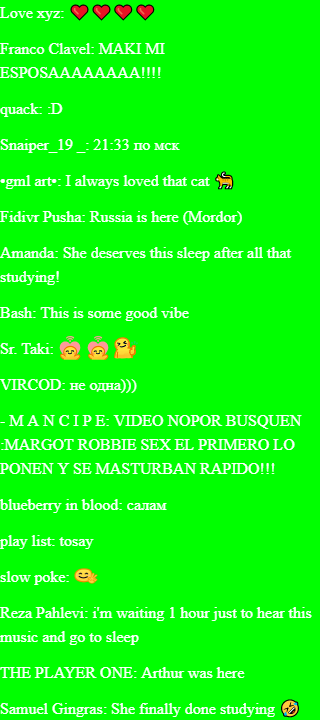 Love xyz: ❤❤❤❤
Franco Clavel: MAKI MI
ESPOSAAAAAAAA!!!!
quack: :D
Snaiper_19 _: 21:33 по мск
•gml art•: I always loved that cat 🐈
Fidivr Pusha: Russia is here (Mordor)
Amanda: She deserves this sleep after all that
studying!
Bash: This is some good vibe
Sr. Taki:
VIRCOD: не одна)))
- M A N C I P E: VIDEO NOPOR BUSQUEN
:MARGOT ROBBIE SEX EL PRIMERO LO
PONEN Y SE MASTURBAN RAPIDO!!!
blueberry in blood: салам
play list: tosay
slow poke:
Reza Pahlevi: i'm waiting 1 hour just to hear this
music and go to sleep
THE PLAYER ONE: Arthur was here
Samuel Gingras: She finally done studying 🤣